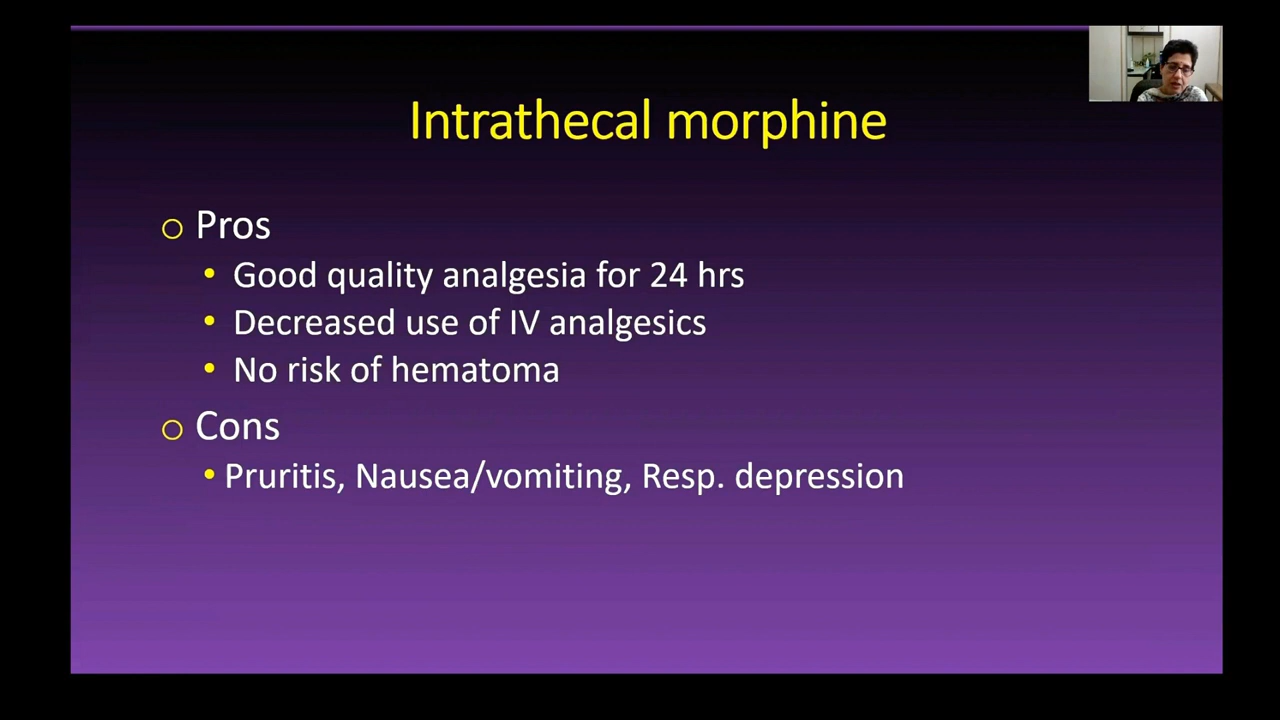 Intrathecal morphine
Pros
Good quality analgesia for 24 hrs
Decreased use of IV analgesics
No risk of hematoma
Cons
Pruritis, Nausea/vomiting, Resp. depression